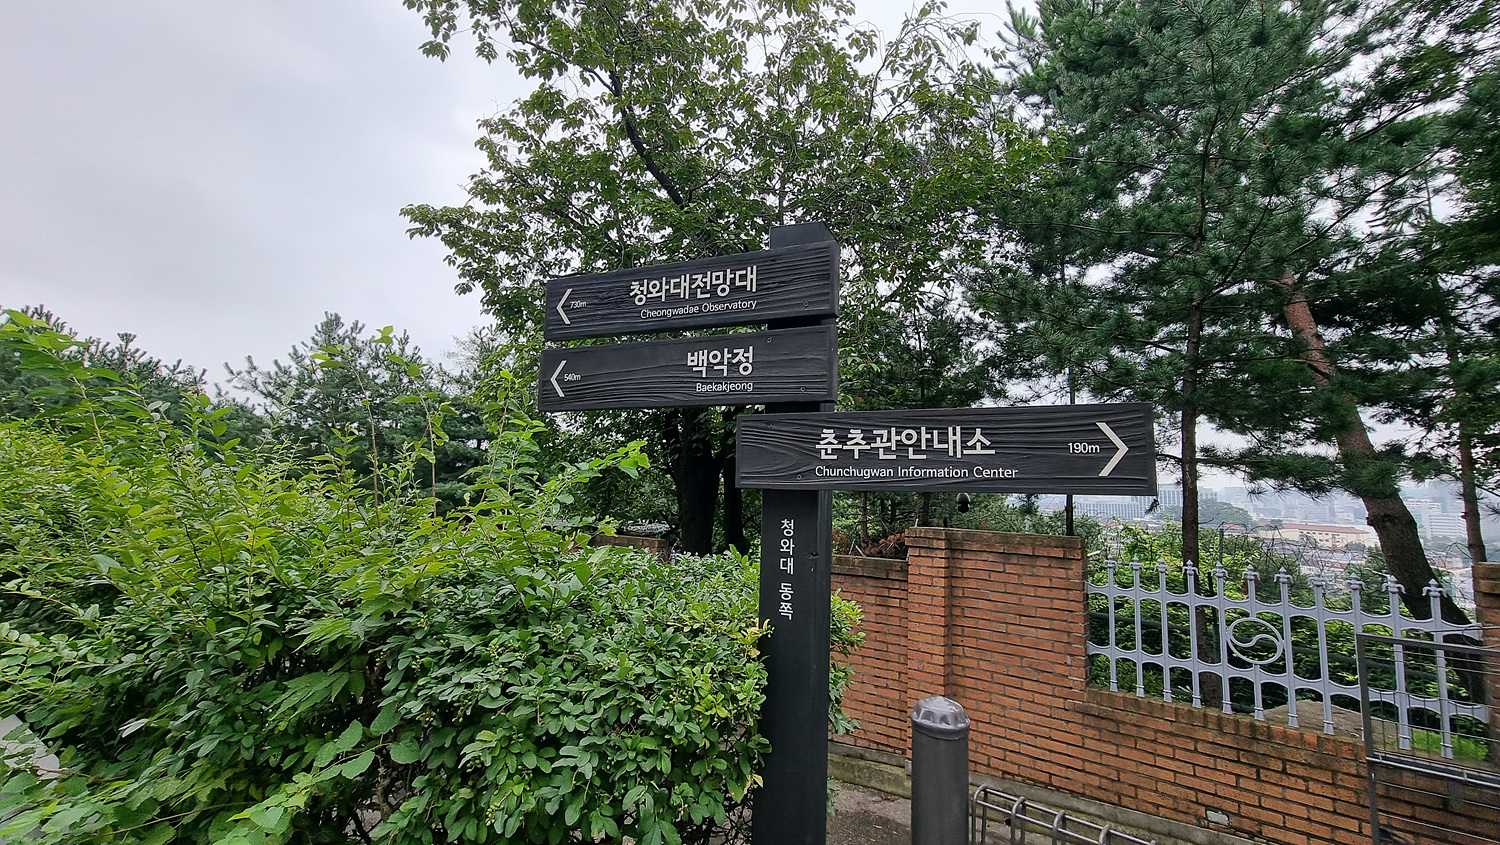 730m 청와대전망대
Cheongwadae Observatory
540m 백악정
Baekakjeong
춘추관안내소 190m
Chunchugwan Information Center
청와대 동쪽